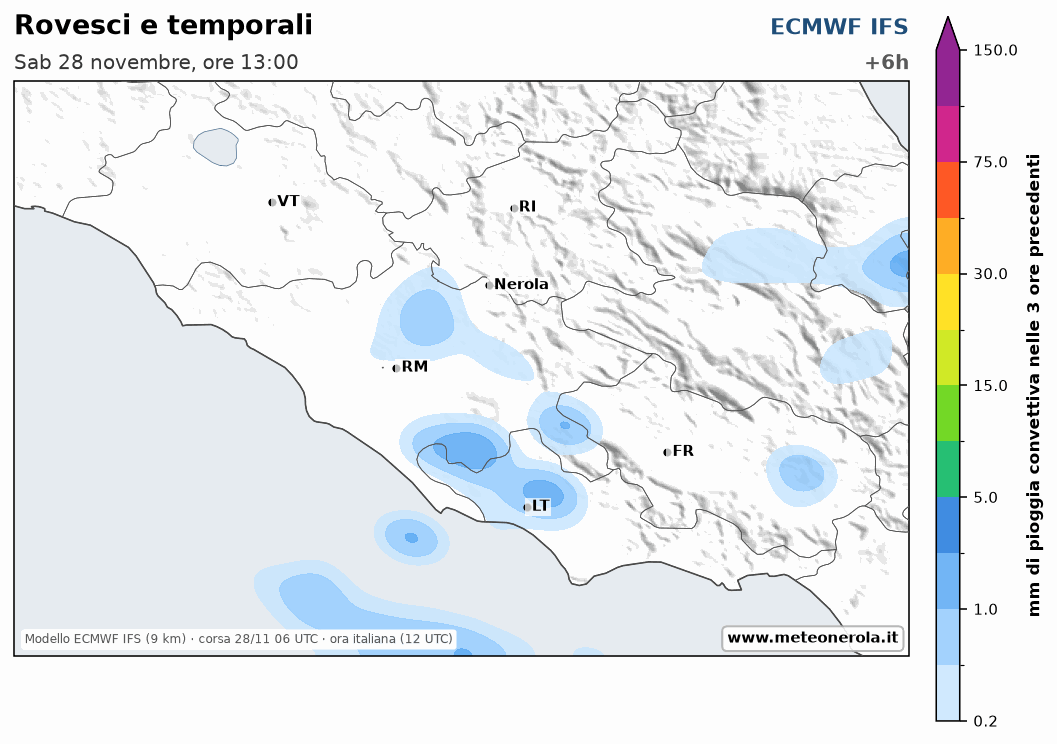 Rovesci e temporali
ECMWF IFS
Sab 28 novembre, ore 13:00
+6h
150.0
75.0
30.0
15.0
5.0
1.0
0.2
mm di pioggia convettiva nelle 3 ore precedenti
VT
RI
Nerola
RM
FR
LT
Modello ECMWF IFS (9 km) · corsa 28/11 06 UTC · ora italiana (12 UTC)
www.meteonerola.it